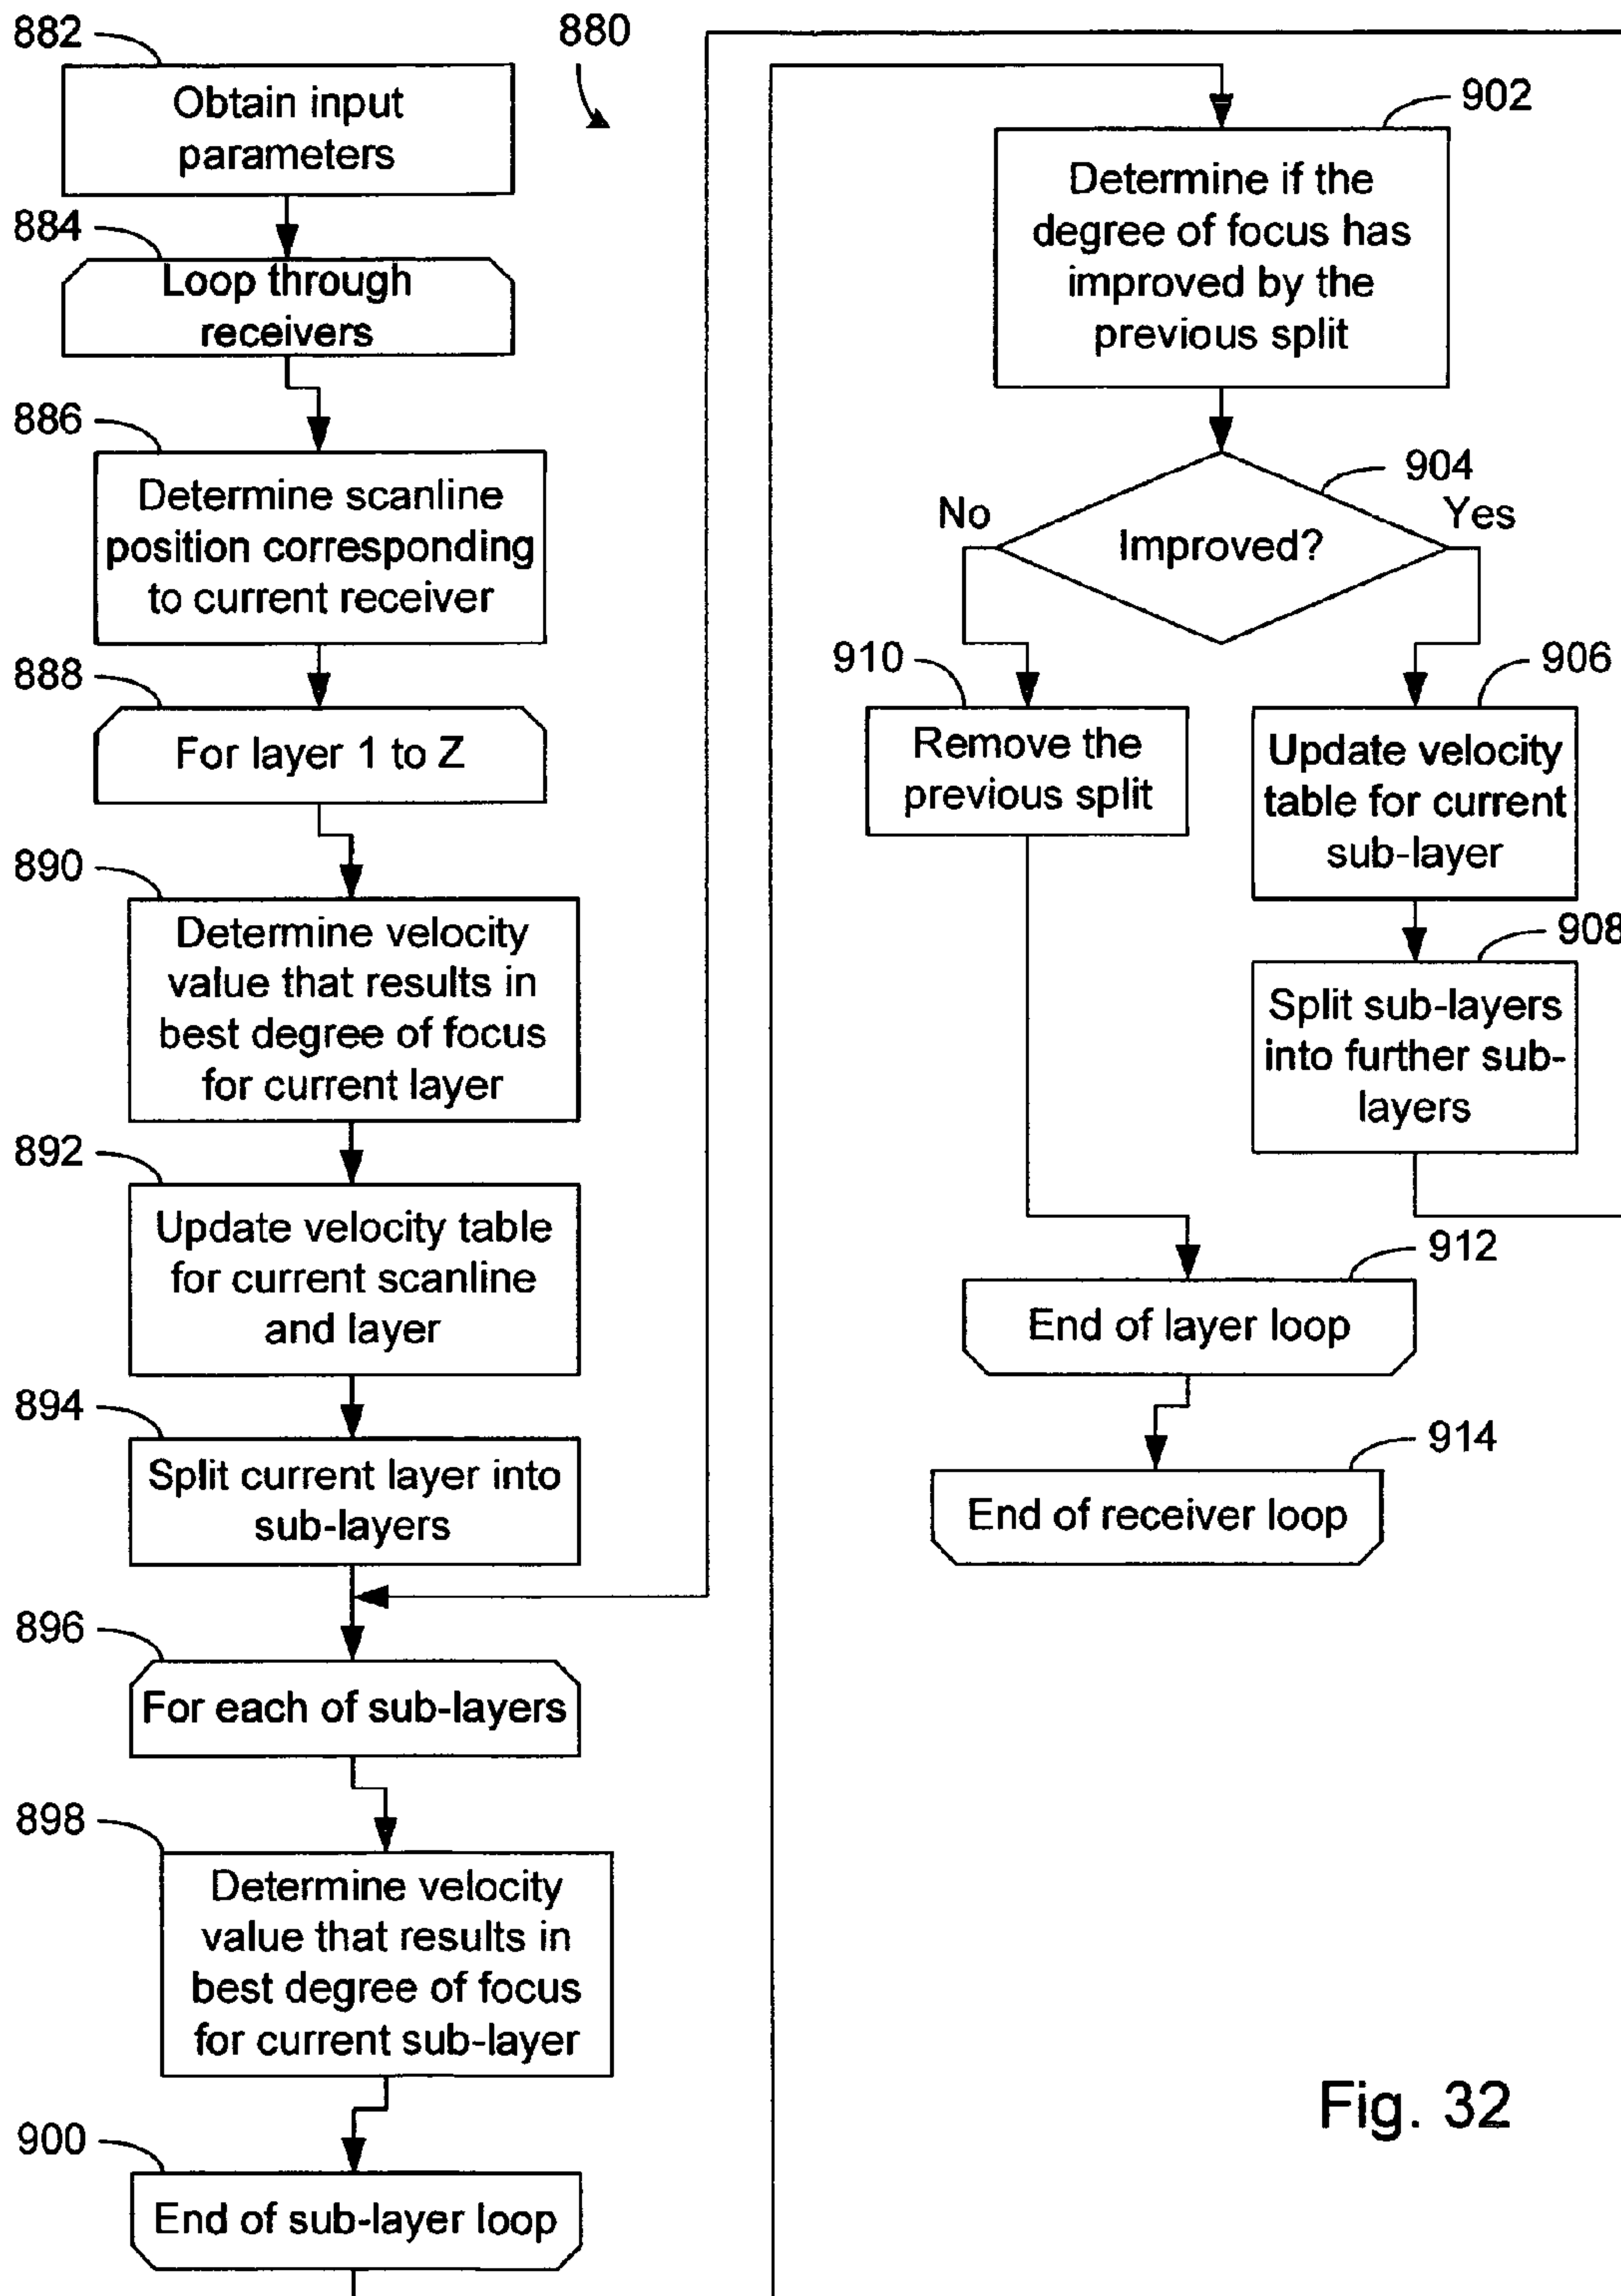 882
Obtain input
parameters
880
884
Loop through
receivers
886
Determine scanline
position corresponding
to current receiver
888
For layer 1 to Z
890
Determine velocity
value that results in
best degree of focus
for current layer
892
Update velocity table
for current scanline
and layer
894
Split current layer into
sub-layers
896
For each of sub-layers
898
Determine velocity
value that results in
best degree of focus
for current sub-layer
900
End of sub-layer loop
902
Determine if the
degree of focus has
improved by the
previous split
904
No
Yes
Improved?
910
Remove the
previous split
906
Update velocity
table for current
sub-layer
908
Split sub-layers
into further sub-
layers
912
End of layer loop
914
End of receiver loop
Fig. 32